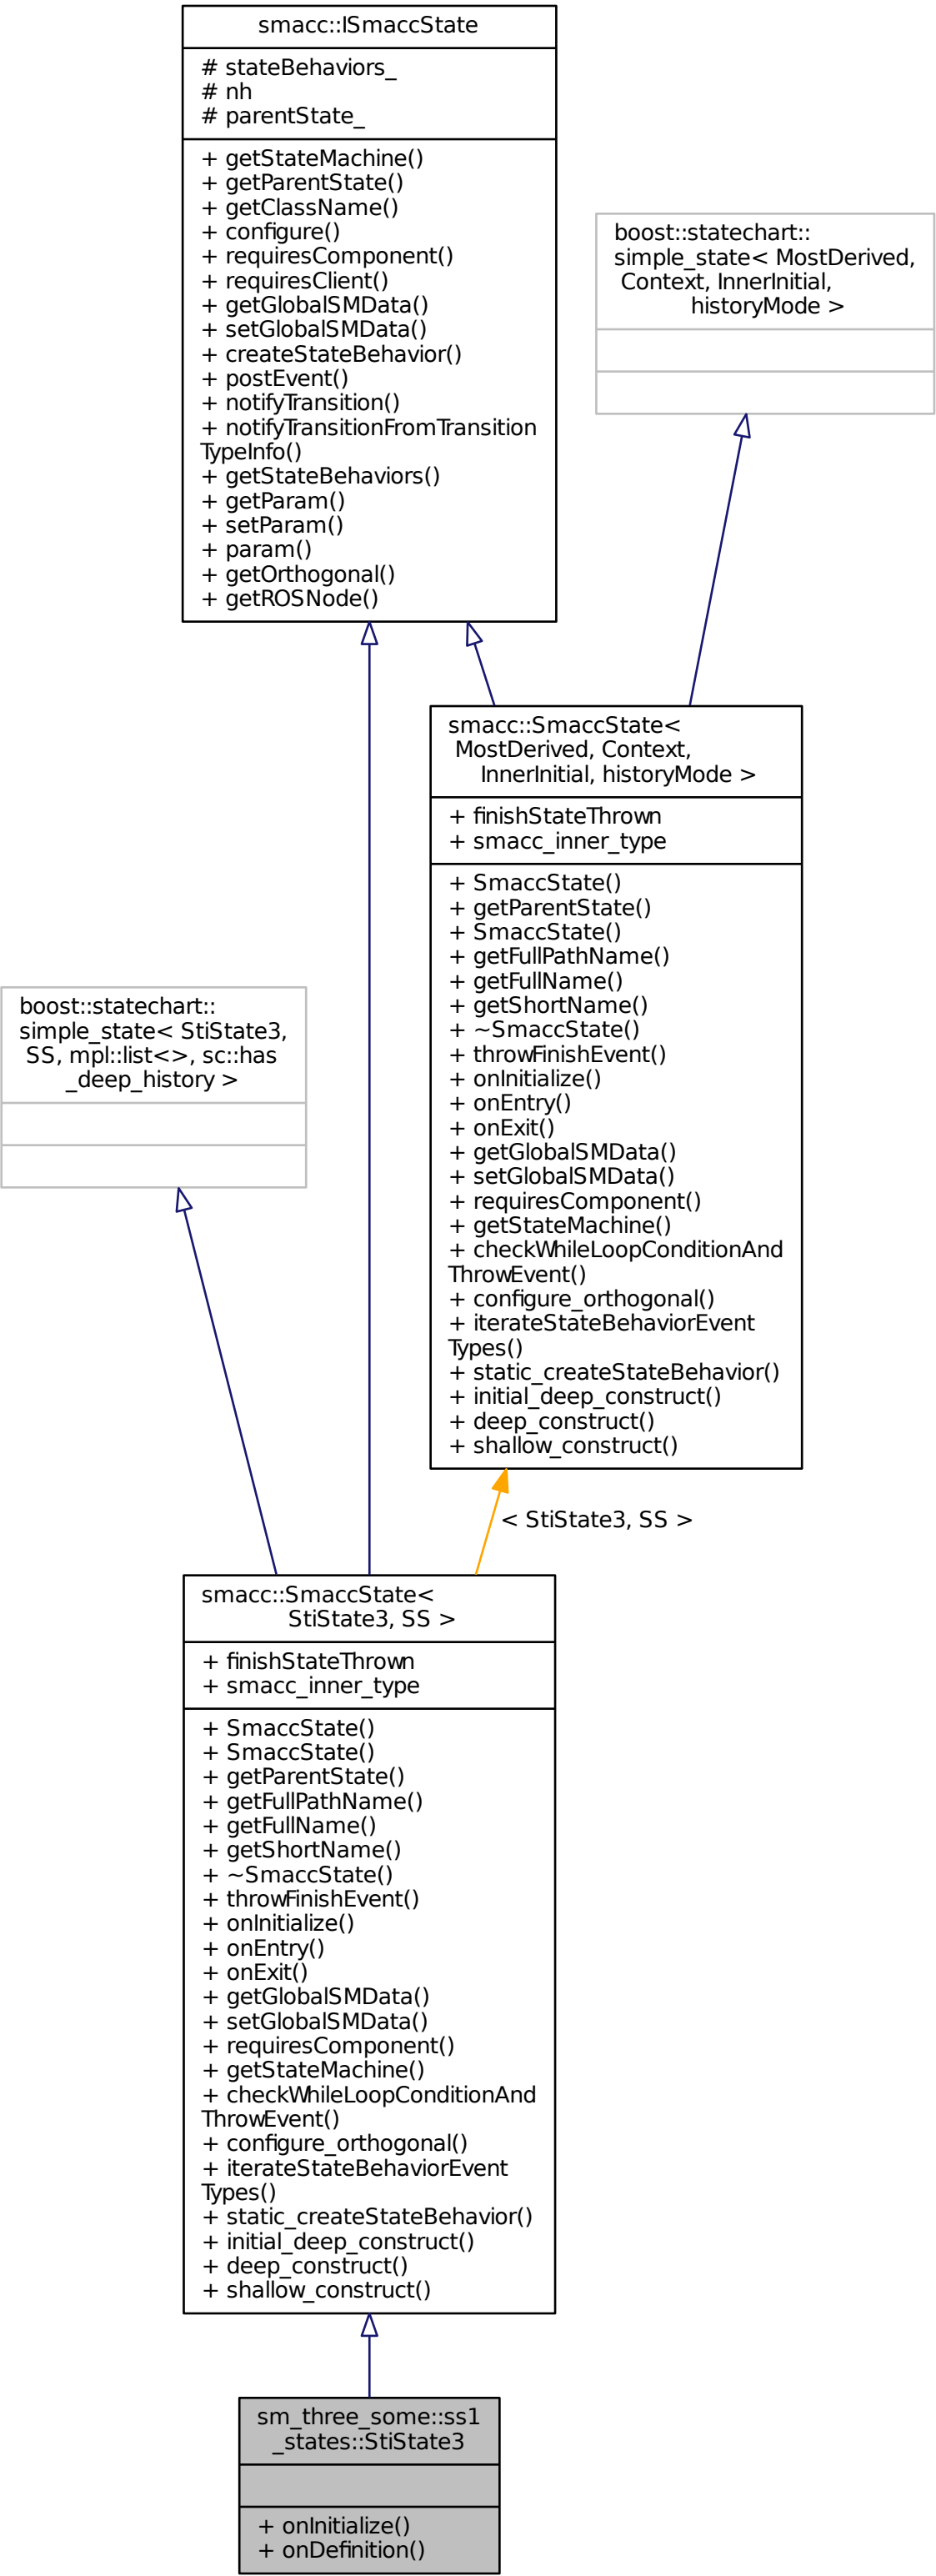 smacc::ISmaccState
# stateBehaviors_
# nh
# parentState_
+ getStateMachine()
+ getParentState()
+ getClassName()
+ configure()
+ requiresComponent()
+ requiresClient()
+ getGlobalSMData()
+ setGlobalSMData()
+ createStateBehavior()
+ postEvent()
+ notifyTransition()
+ notifyTransitionFromTransition
TypeInfo()
+ getStateBehaviors()
+ getParam()
+ setParam()
+ param()
+ getOrthogonal()
+ getROSNode()
boost::statechart::
simple_state< MostDerived,
Context, InnerInitial,
historyMode >
smacc::SmaccState<
MostDerived, Context,
InnerInitial, historyMode >
+ finishStateThrown
+ smacc_inner_type
+ SmaccState()
+ getParentState()
+ SmaccState()
+ getFullPathName()
+ getFullName()
+ getShortName()
+ ~SmaccState()
+ throwFinishEvent()
+ onInitialize()
+ onEntry()
+ onExit()
+ getGlobalSMData()
+ setGlobalSMData()
+ requiresComponent()
+ getStateMachine()
+ checkWhileLoopConditionAnd
ThrowEvent()
+ configure_orthogonal()
+ iterateStateBehaviorEvent
Types()
+ static_createStateBehavior()
+ initial_deep_construct()
+ deep_construct()
+ shallow_construct()
boost::statechart::
simple_state< StiState3,
SS, mpl::list<>, sc::has
_deep_history >
< StiState3, SS >
smacc::SmaccState<
StiState3, SS >
+ finishStateThrown
+ smacc_inner_type
+ SmaccState()
+ SmaccState()
+ getParentState()
+ getFullPathName()
+ getFullName()
+ getShortName()
+ ~SmaccState()
+ throwFinishEvent()
+ onInitialize()
+ onEntry()
+ onExit()
+ getGlobalSMData()
+ setGlobalSMData()
+ requiresComponent()
+ getStateMachine()
+ checkWhileLoopConditionAnd
ThrowEvent()
+ configure_orthogonal()
+ iterateStateBehaviorEvent
Types()
+ static_createStateBehavior()
+ initial_deep_construct()
+ deep_construct()
+ shallow_construct()
sm_three_some::ss1
_states::StiState3
+ onInitialize()
+ onDefinition()